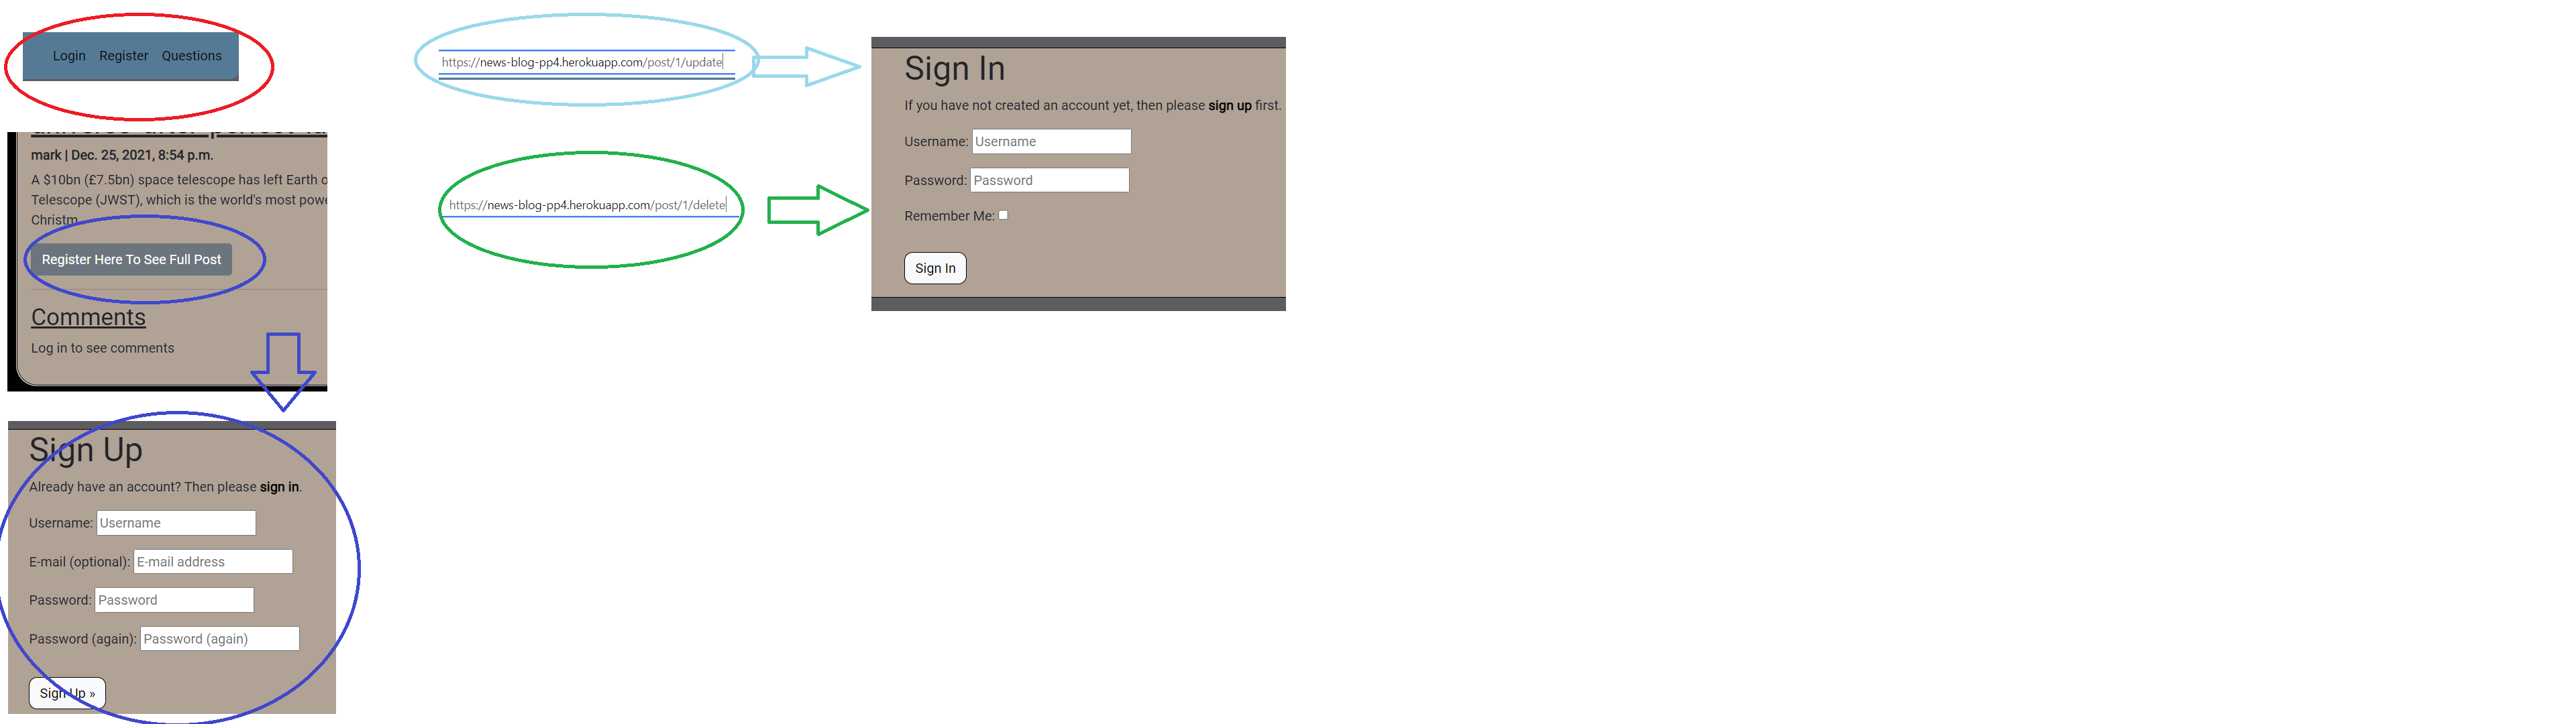 Login Register Questions
mark | Dec. 25, 2021, 8:54 p.m.
A $10bn (£7.5bn) space telescope has left Earth o
Telescope (JWST), which is the world's most powe
Christm
Register Here To See Full Post
Comments
Log in to see comments
Sign Up
Already have an account? Then please sign in.
Username: Username
E-mail (optional): E-mail address
Password: Password
Password (again): Password (again)
Sign Up »
https://news-blog-pp4.herokuapp.com/post/1/update
https://news-blog-pp4.herokuapp.com/post/1/delete
Sign In
If you have not created an account yet, then please sign up first.
Username: Username
Password: Password
Remember Me:
Sign In